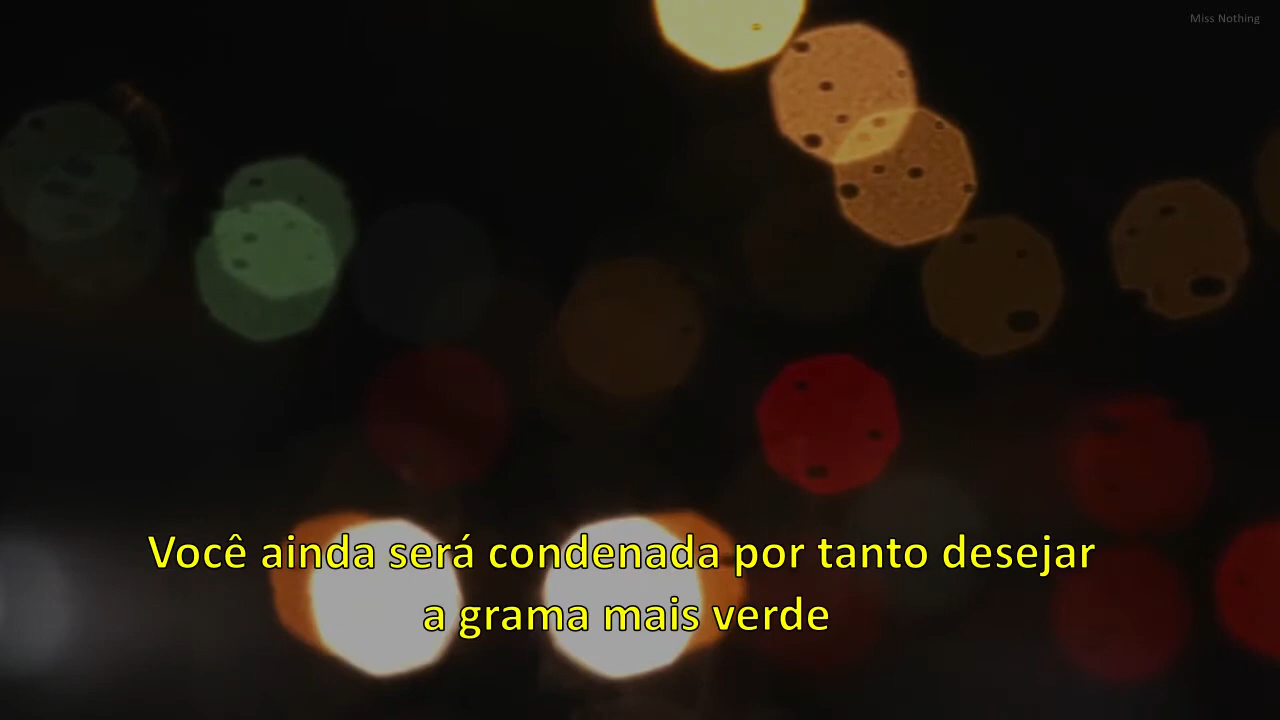 Miss Nothing
Você ainda será condenada por tanto desejar
a grama mais verde